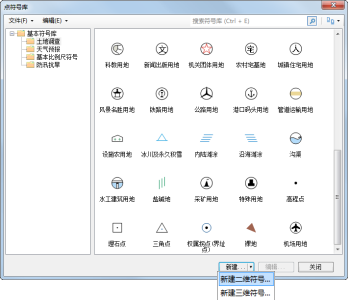 点符号库
文件(F) 编辑(E) 搜索符号库 (Ctrl + E)
基本符号库
土地调查
天气预报
基本比例尺符号
防汛抗旱
科教用地 新闻出版用地 机关团体用地 农村宅基地 城镇住宅用地
风景名胜用地 铁路用地 公路用地 港口码头用地 管道运输用地
设施农用地 冰川及永久积雪 内陆滩涂 沿海滩涂 沟渠
水工建筑用地 盐碱地 采矿用地 特殊用地 高程点
埋石点 三角点 权属拐点(界址点) 裸地 机场用地
新建... 编辑... 关闭
新建二维符号...
新建三维符号...